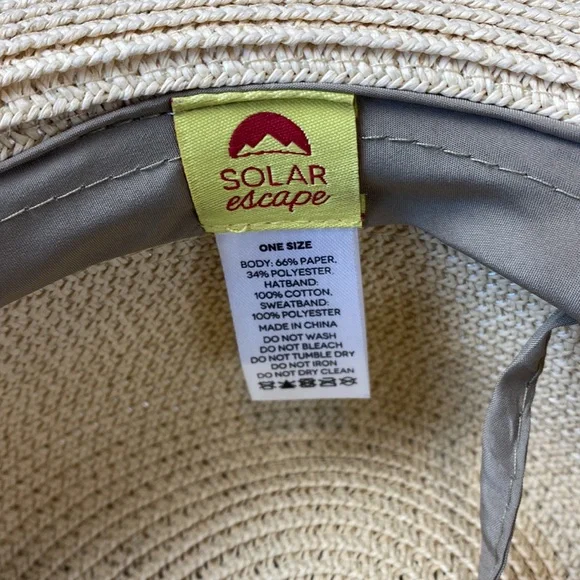 SOLAR
escape
ONE SIZE
BODY: 66% PAPER,
34% POLYESTER,
HATBAND:
100% COTTON,
SWEATBAND:
100% POLYESTER
MADE IN CHINA
DO NOT WASH
DO NOT BLEACH
DO NOT TUMBLE DRY
DO NOT IRON
DO NOT DRY CLEAN